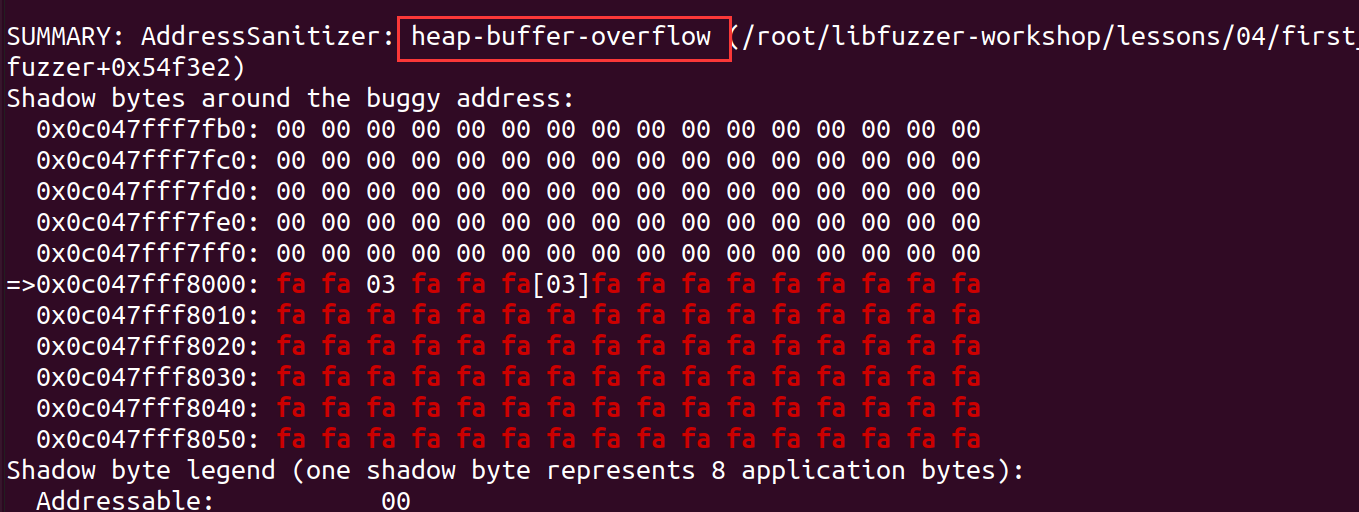 SUMMARY: AddressSanitizer: heap-buffer-overflow (/root/libfuzzer-workshop/lessons/04/first_
fuzzer+0x54f3e2)
Shadow bytes around the buggy address:
  0x0c047fff7fb0: 00 00 00 00 00 00 00 00 00 00 00 00 00 00 00 00
  0x0c047fff7fc0: 00 00 00 00 00 00 00 00 00 00 00 00 00 00 00 00
  0x0c047fff7fd0: 00 00 00 00 00 00 00 00 00 00 00 00 00 00 00 00
  0x0c047fff7fe0: 00 00 00 00 00 00 00 00 00 00 00 00 00 00 00 00
  0x0c047fff7ff0: 00 00 00 00 00 00 00 00 00 00 00 00 00 00 00 00
=>0x0c047fff8000: fa fa 03 fa fa fa[03]fa fa fa fa fa fa fa fa fa
  0x0c047fff8010: fa fa fa fa fa fa fa fa fa fa fa fa fa fa fa fa
  0x0c047fff8020: fa fa fa fa fa fa fa fa fa fa fa fa fa fa fa fa
  0x0c047fff8030: fa fa fa fa fa fa fa fa fa fa fa fa fa fa fa fa
  0x0c047fff8040: fa fa fa fa fa fa fa fa fa fa fa fa fa fa fa fa
  0x0c047fff8050: fa fa fa fa fa fa fa fa fa fa fa fa fa fa fa fa
Shadow byte legend (one shadow byte represents 8 application bytes):
  Addressable:           00